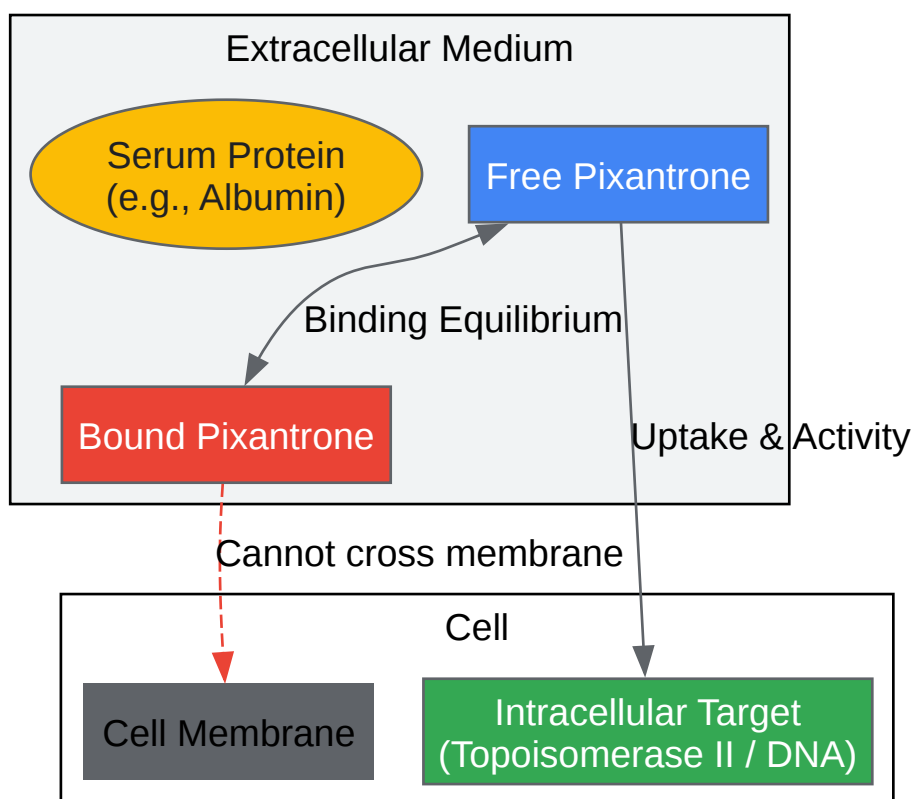 Extracellular Medium
Serum Protein
(e.g., Albumin)
Free Pixantrone
Binding Equilibrium
Bound Pixantrone
Uptake & Activity
Cannot cross membrane
Cell
Cell Membrane
Intracellular Target
(Topoisomerase II / DNA)